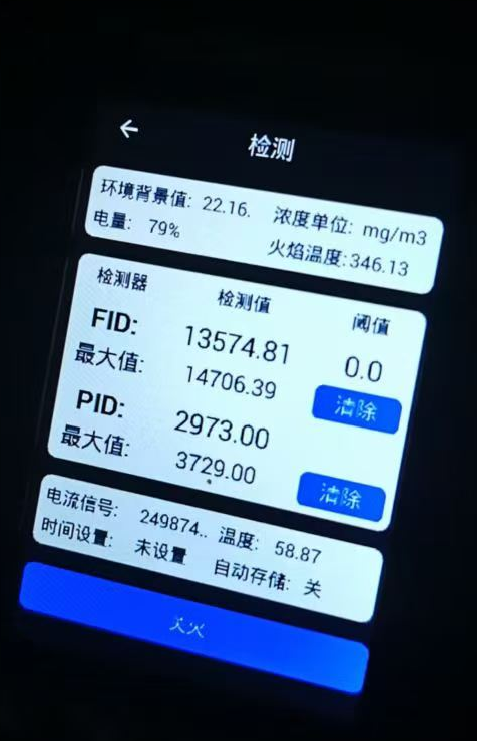 检测
环境背景值: 22.16. 浓度单位: mg/m3
电量: 79% 火焰温度:346.13
检测器 检测值 阈值
FID: 13574.81 0.0
最大值: 14706.39 清除
PID: 2973.00
最大值: 3729.00 清除
电流信号: 249874.. 温度: 58.87
时间设置: 未设置 自动存储: 关
关火